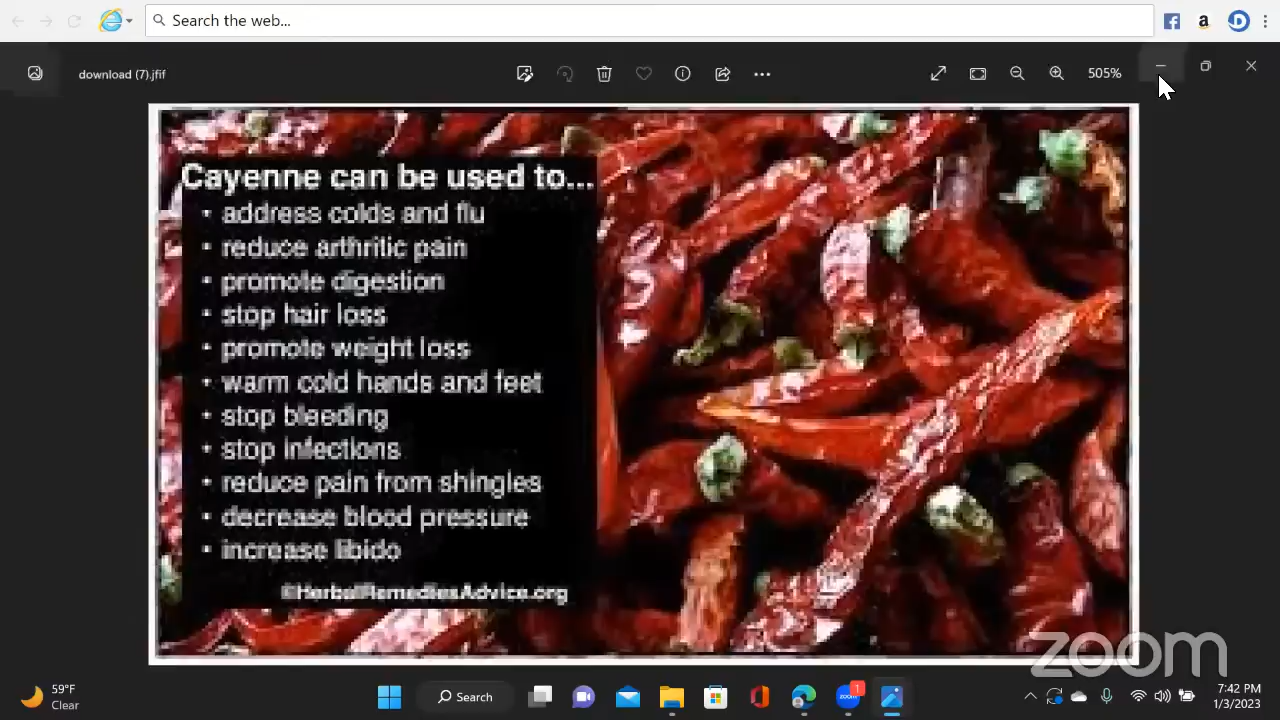 Search the web...
download (7).jfif
505%
Cayenne can be used to...
• address colds and flu
• reduce arthritic pain
• promote digestion
• stop hair loss
• promote weight loss
• warm cold hands and feet
• stop bleeding
• stop infections
• reduce pain from shingles
• decrease blood pressure
• increase libido
©HerbalRemediesAdvice.org
zoom
59°F
Clear
Search
zoom
1
7:42 PM
1/3/2023